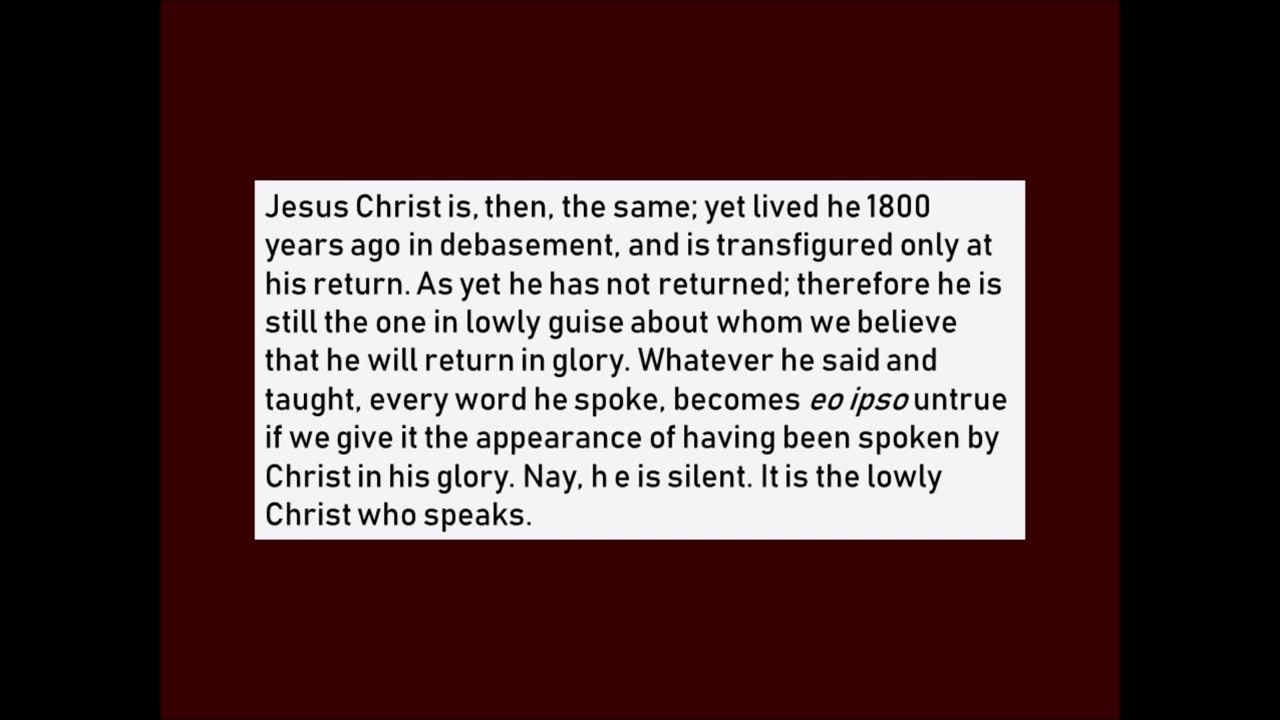 Jesus Christ is, then, the same; yet lived he 1800
years ago in debasement, and is transfigured only at
his return. As yet he has not returned; therefore he is
still the one in lowly guise about whom we believe
that he will return in glory. Whatever he said and
taught, every word he spoke, becomes eo ipso untrue
if we give it the appearance of having been spoken by
Christ in his glory. Nay, h e is silent. It is the lowly
Christ who speaks.